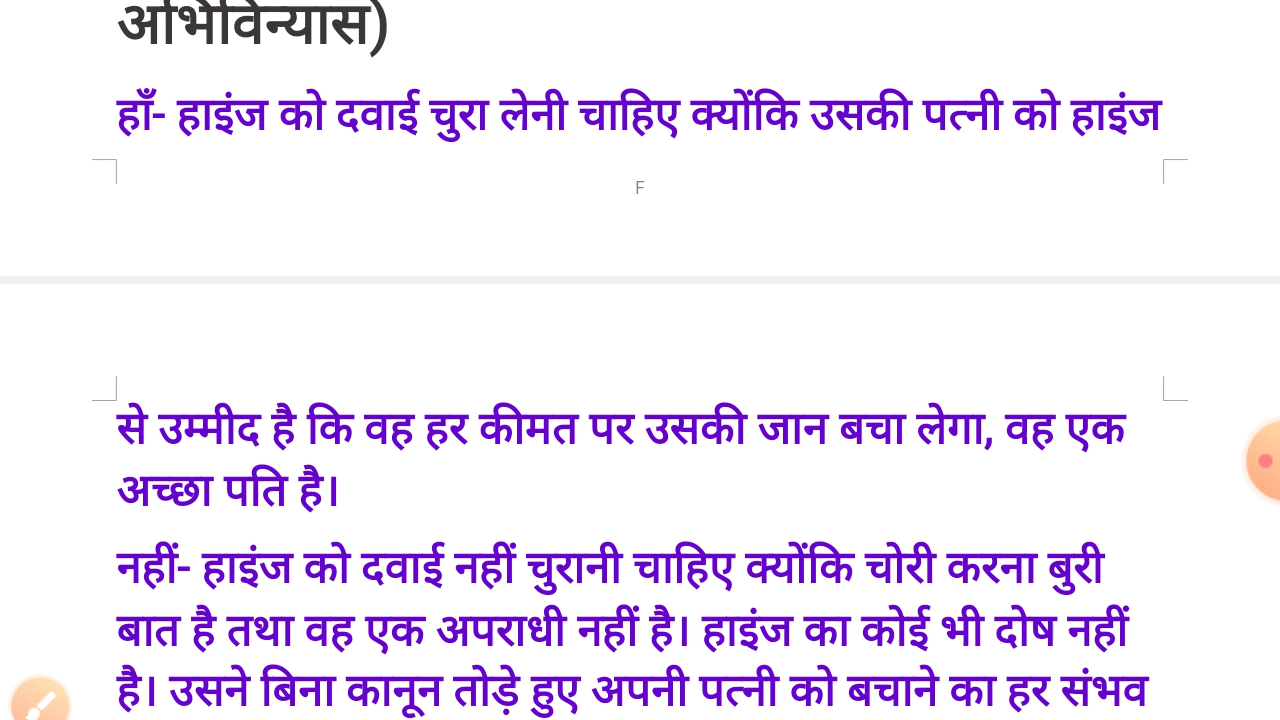 अभिविन्यास)
हाँ- हाइंज को दवाई चुरा लेनी चाहिए क्योंकि उसकी पत्नी को हाइंज
F
से उम्मीद है कि वह हर कीमत पर उसकी जान बचा लेगा, वह एक
अच्छा पति है।
नहीं- हाइंज को दवाई नहीं चुरानी चाहिए क्योंकि चोरी करना बुरी
बात है तथा वह एक अपराधी नहीं है। हाइंज का कोई भी दोष नहीं
है। उसने बिना कानून तोड़े हुए अपनी पत्नी को बचाने का हर संभव